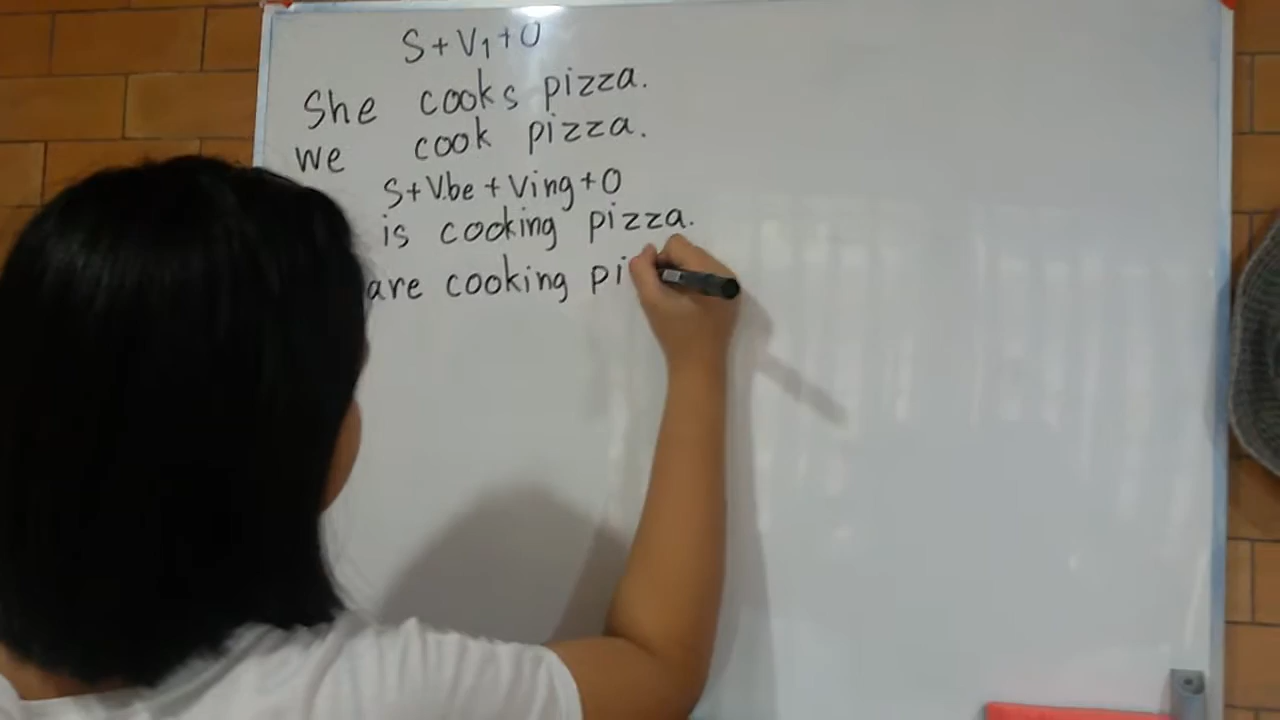 S+V1+O
She cooks pizza.
we cook pizza.
S+V.be+Ving+O
is cooking pizza.
are cooking pi